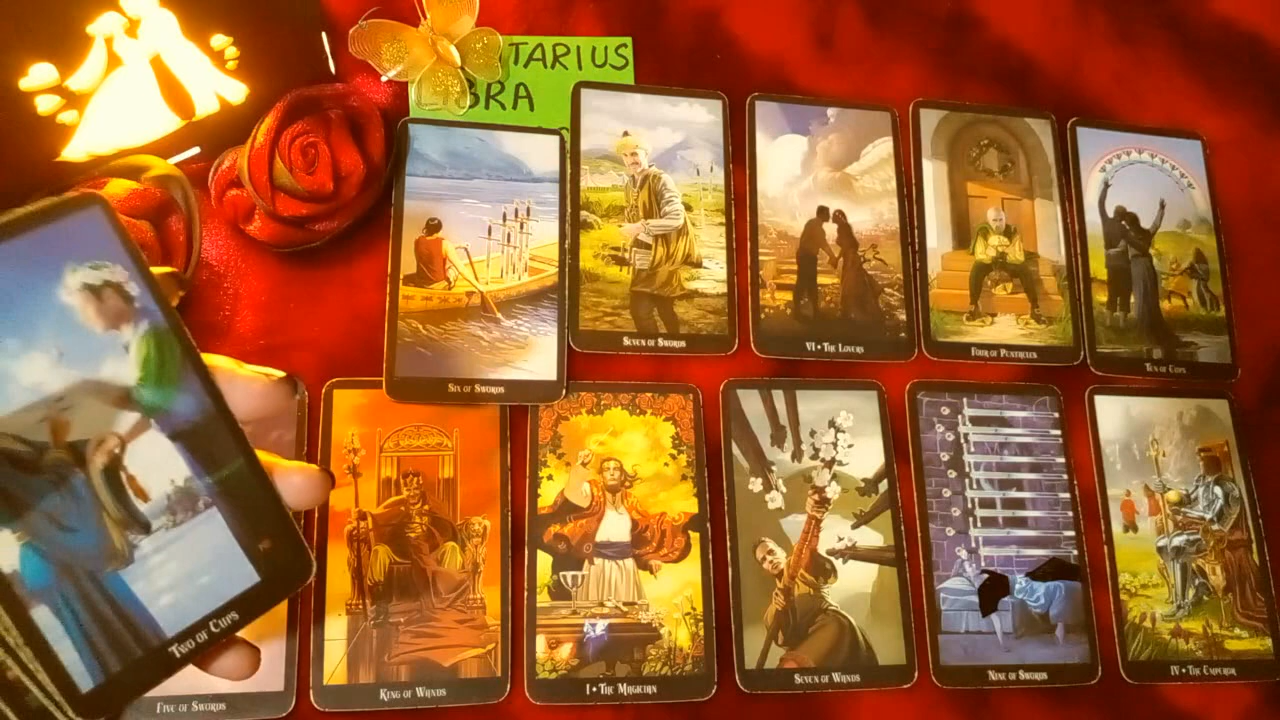 TARIUS
BRA
SIX OF SWORDS
SEVEN OF SWORDS
VI • THE LOVERS
FOUR OF PENTACLES
TEN OF CUPS
TWO OF CUPS
FIVE OF SWORDS
KING OF WANDS
I • THE MAGICIAN
SEVEN OF WANDS
NINE OF SWORDS
IV • THE EMPEROR